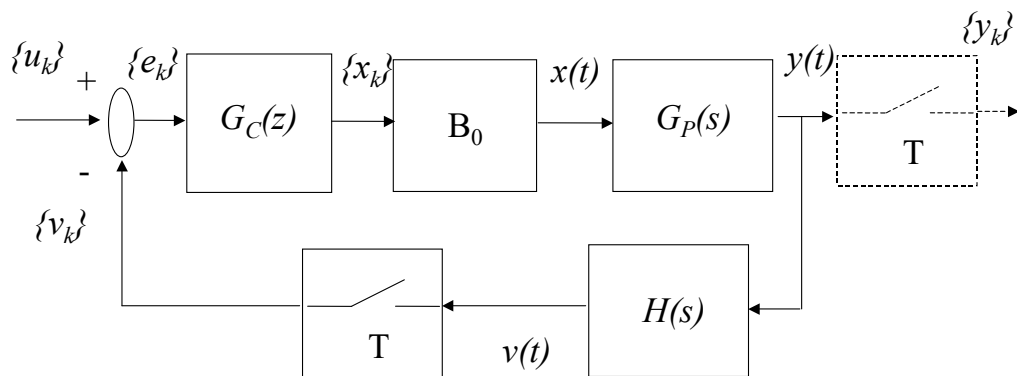 {u_k}
+
{e_k}
G_C(z)
{x_k}
B_0
x(t)
G_P(s)
y(t)
{y_k}
T
-
{v_k}
T
v(t)
H(s)